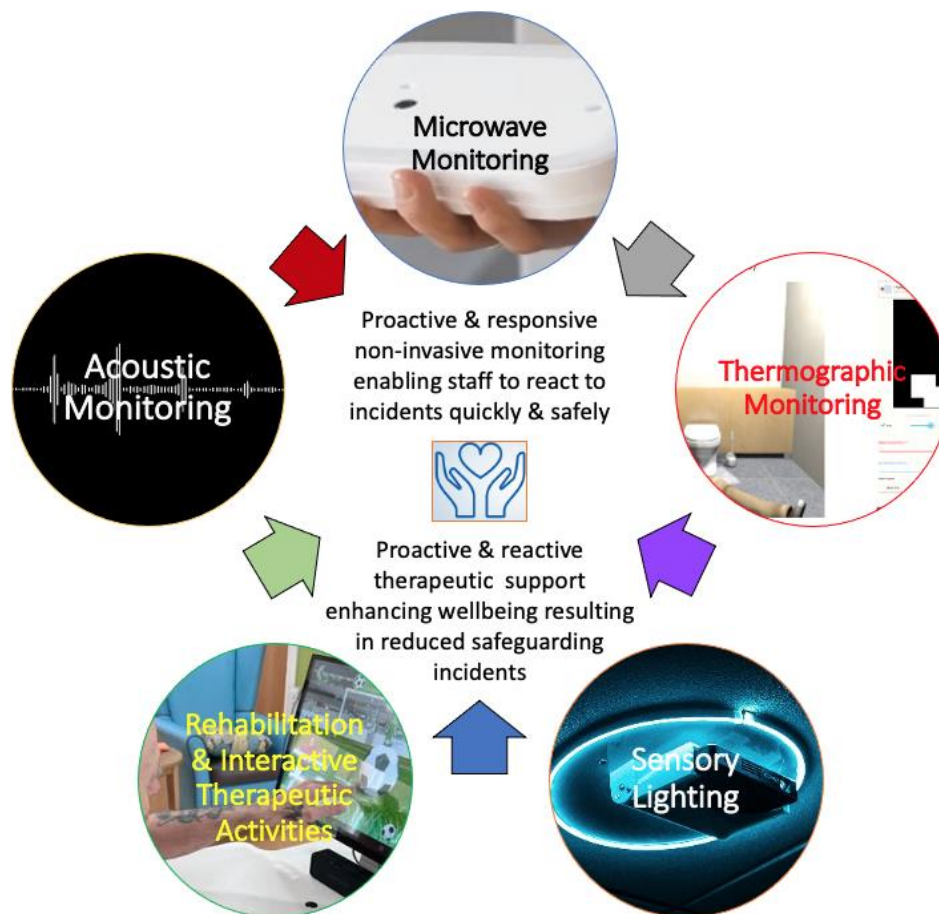 Microwave
Monitoring
Acoustic
Monitoring
Proactive & responsive
non-invasive monitoring
enabling staff to react to
incidents quickly & safely
Thermographic
Monitoring
Proactive & reactive
therapeutic support
enhancing wellbeing resulting
in reduced safeguarding
incidents
Rehabilitation
& Interactive
Therapeutic
Activities
Sensory
Lighting